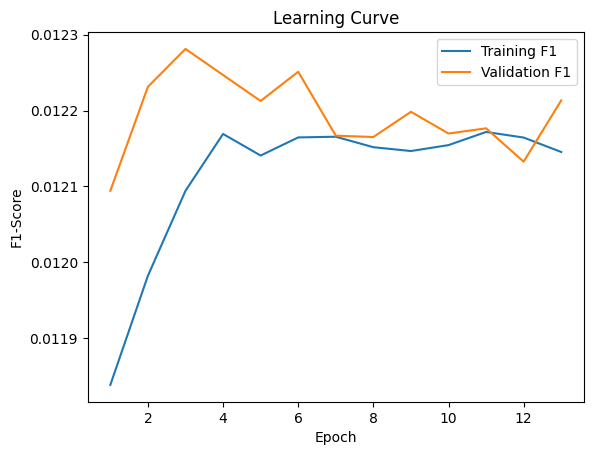 Learning Curve
0.0123
0.0122
0.0121
0.0120
0.0119
F1-Score
Training F1
Validation F1
2
4
6
8
10
12
Epoch